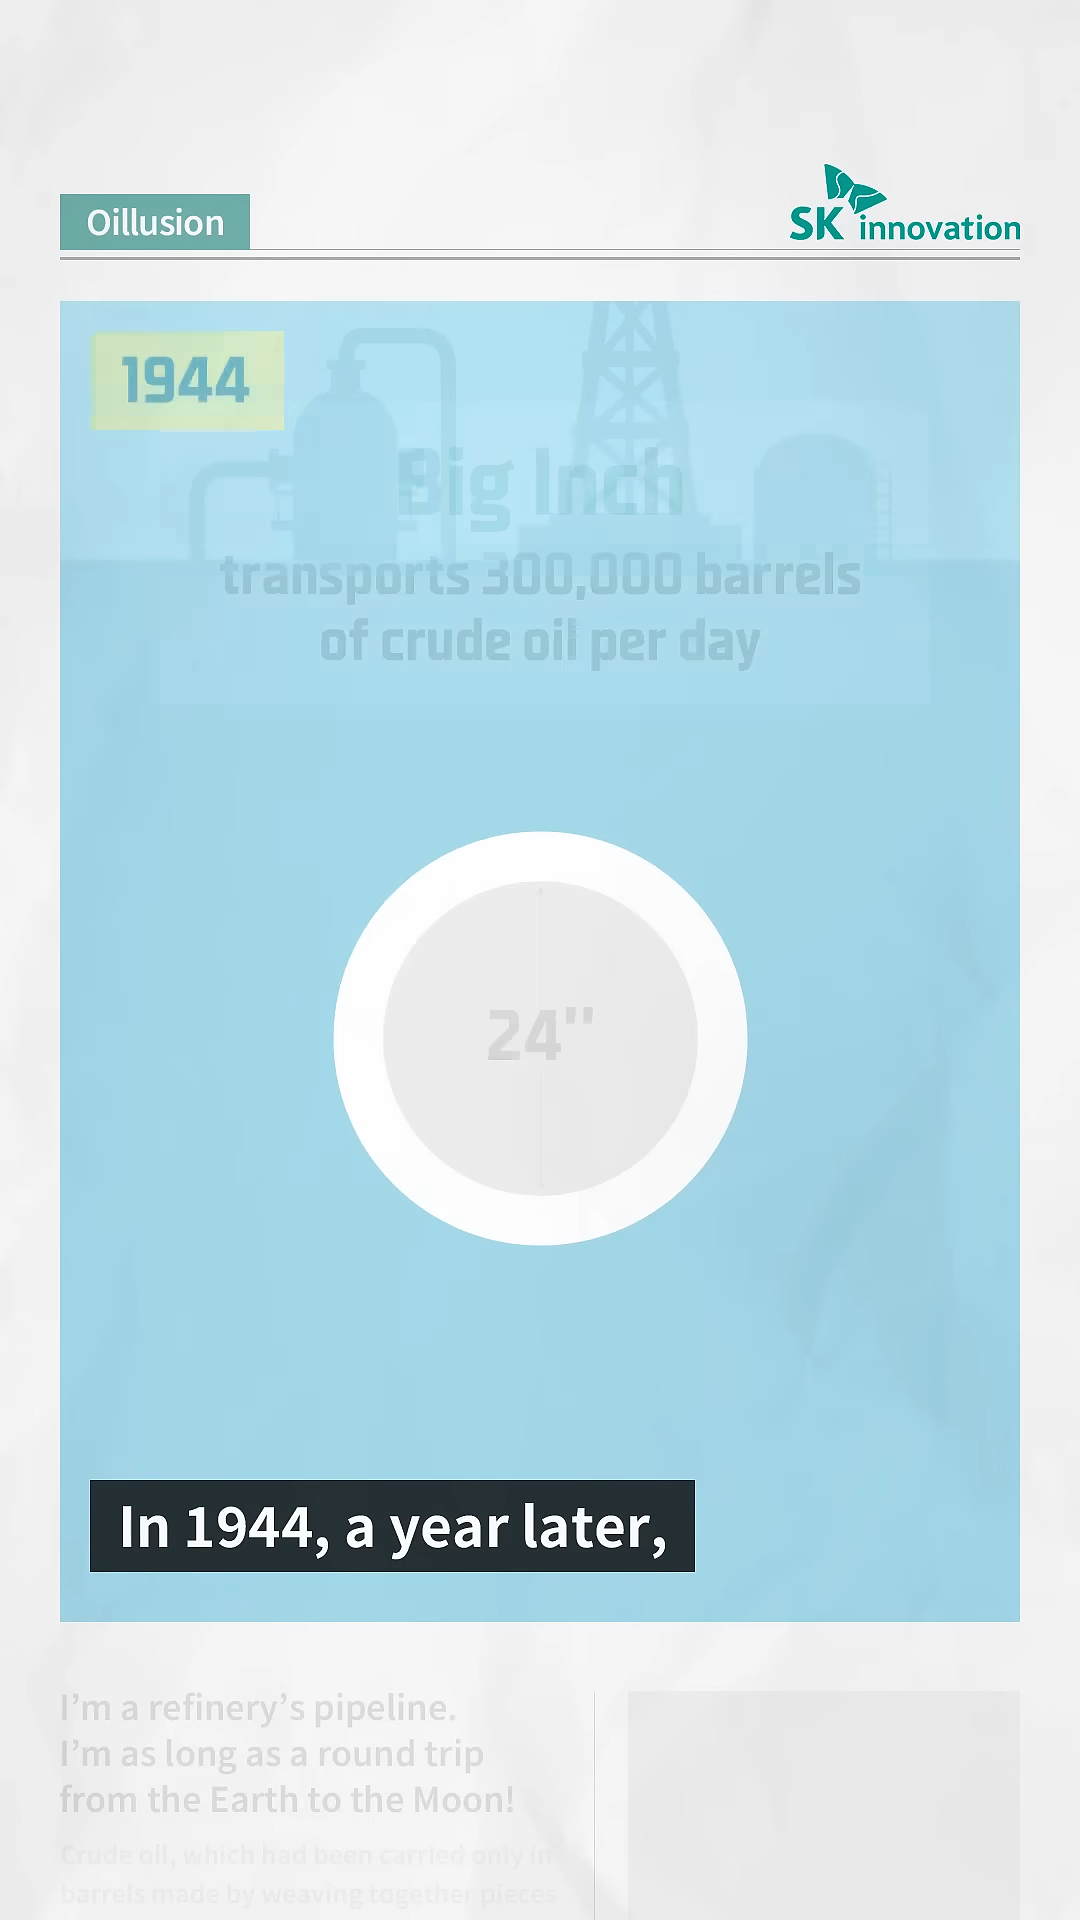 Oillusion
SK innovation
1944
Big Inch
transports 300,000 barrels
of crude oil per day
24"
In 1944, a year later,
I'm a refinery's pipeline.
I'm as long as a round trip
from the Earth to the Moon!
Crude oil, which had been carried only in
barrels made by weaving together pieces